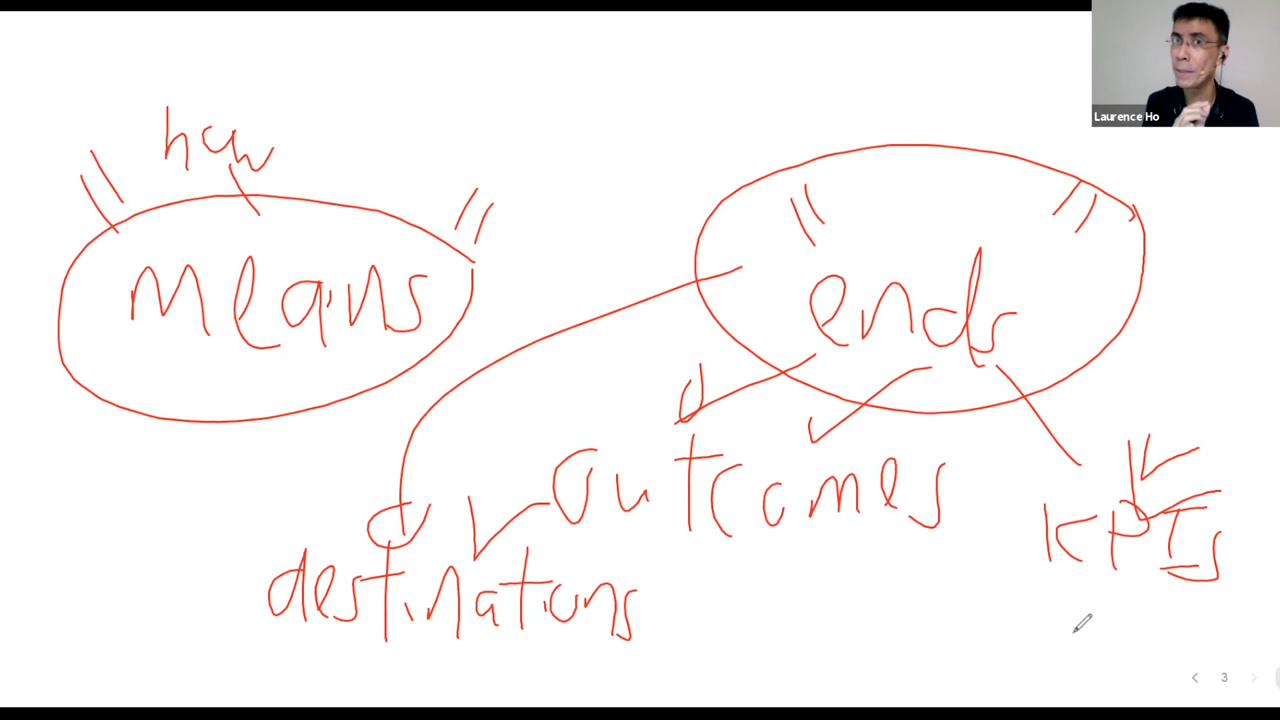 Laurence Ho
how
"means"
"ends"
outcomes
KPIs
destinations
3